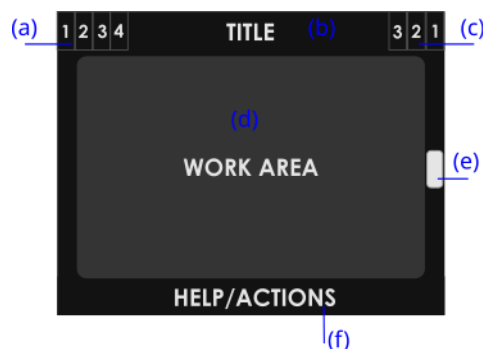 (a) 1 2 3 4 TITLE (b) 3 2 1 (c)
(d)
WORK AREA
(e)
HELP/ACTIONS
(f)